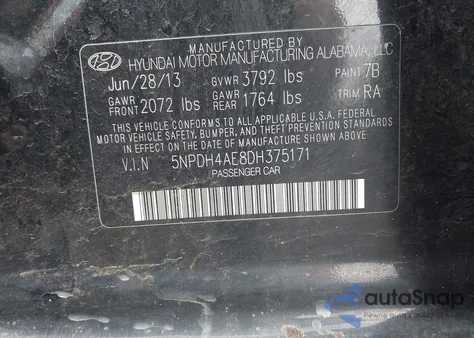 MANUFACTURED BY
HYUNDAI MOTOR MANUFACTURING ALABAMA, LLC
Jun/28/13 GVWR 3792 lbs PAINT 7B
GAWR FRONT 2072 lbs GAWR REAR 1764 lbs TRIM RA
THIS VEHICLE CONFORMS TO ALL APPLICABLE U.S. FEDERAL
MOTOR VEHICLE SAFETY, BUMPER, AND THEFT PREVENTION STANDARDS
IN EFFECT ON THE DATE OF MANUFACTURE SHOWN ABOVE.
V.I.N 5NPDH4AE8DH375171
PASSENGER CAR
autoSnap